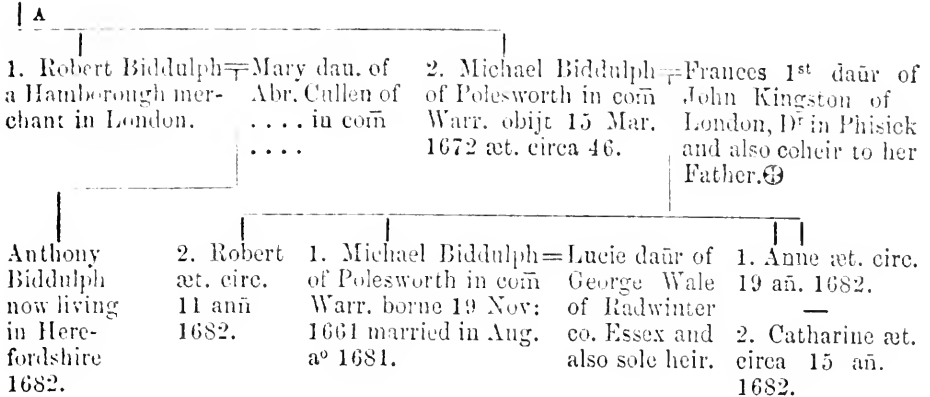 A
1. Robert Biddulph=Mary dau. of
a Hamborough mer- Abr. Cullen of
chant in London. . . . . in com̄
. . . .
2. Michael Biddulph=Frances 1st daūr of
of Polesworth in com̄ John Kingston of
Warr. obijt 15 Mar. London, Dr in Phisick
1672 æt. circa 46. and also coheir to her
Father.⊕
Anthony
Biddulph
now living
in Here-
fordshire
1682.
2. Robert
æt. circ.
11 ann̄
1682.
1. Michael Biddulph=Lucie daūr of
of Polesworth in com̄ George Wale
Warr. borne 19 Nov: of Radwinter
1661 married in Aug. co. Essex and
aº 1681. also sole heir.
1. Anne æt. circ.
19 an̄. 1682.
—
2. Catharine æt.
circa 15 an̄.
1682.